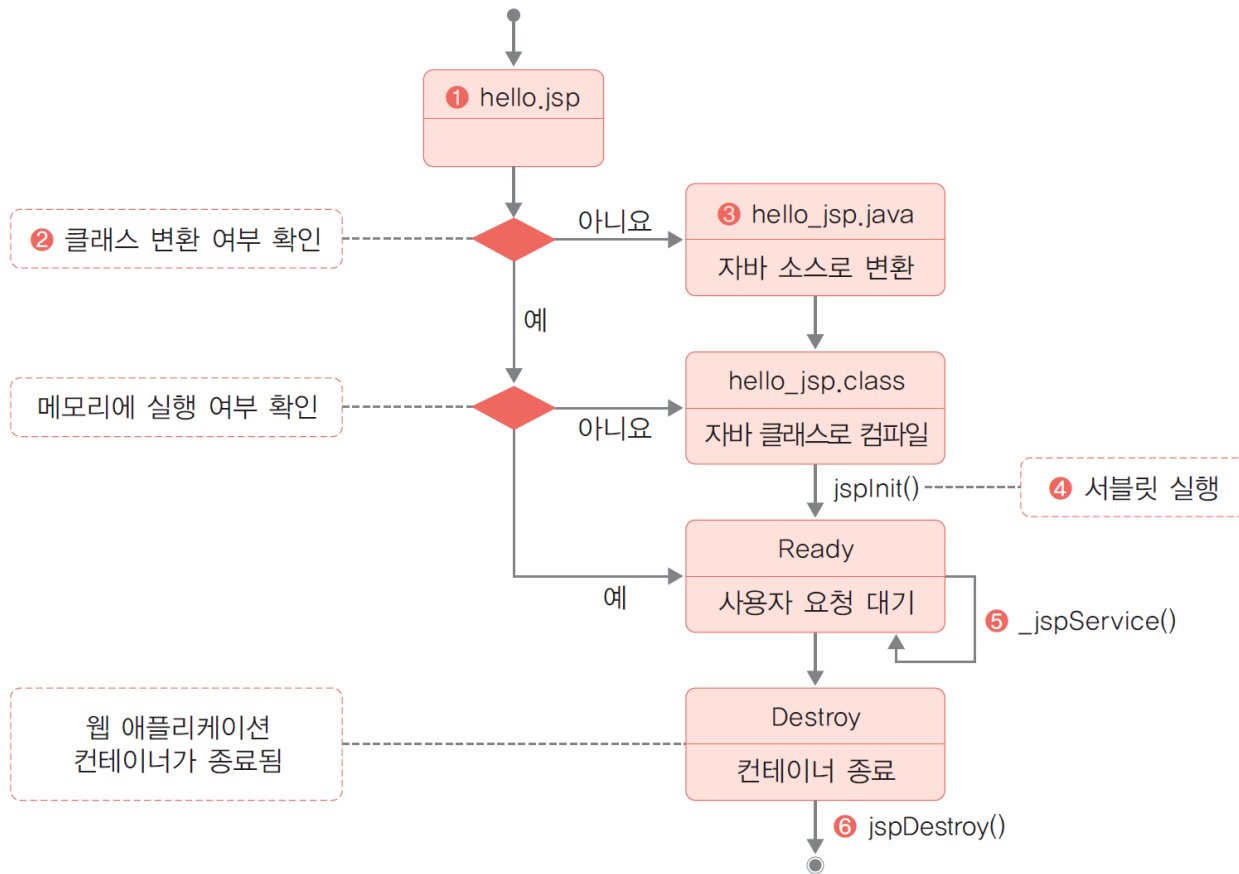 ❶ hello.jsp
❷ 클래스 변환 여부 확인
아니요
❸ hello_jsp.java
자바 소스로 변환
예
메모리에 실행 여부 확인
아니요
hello_jsp.class
자바 클래스로 컴파일
jspInit()
❹ 서블릿 실행
Ready
사용자 요청 대기
예
❺ _jspService()
웹 애플리케이션
컨테이너가 종료됨
Destroy
컨테이너 종료
❻ jspDestroy()